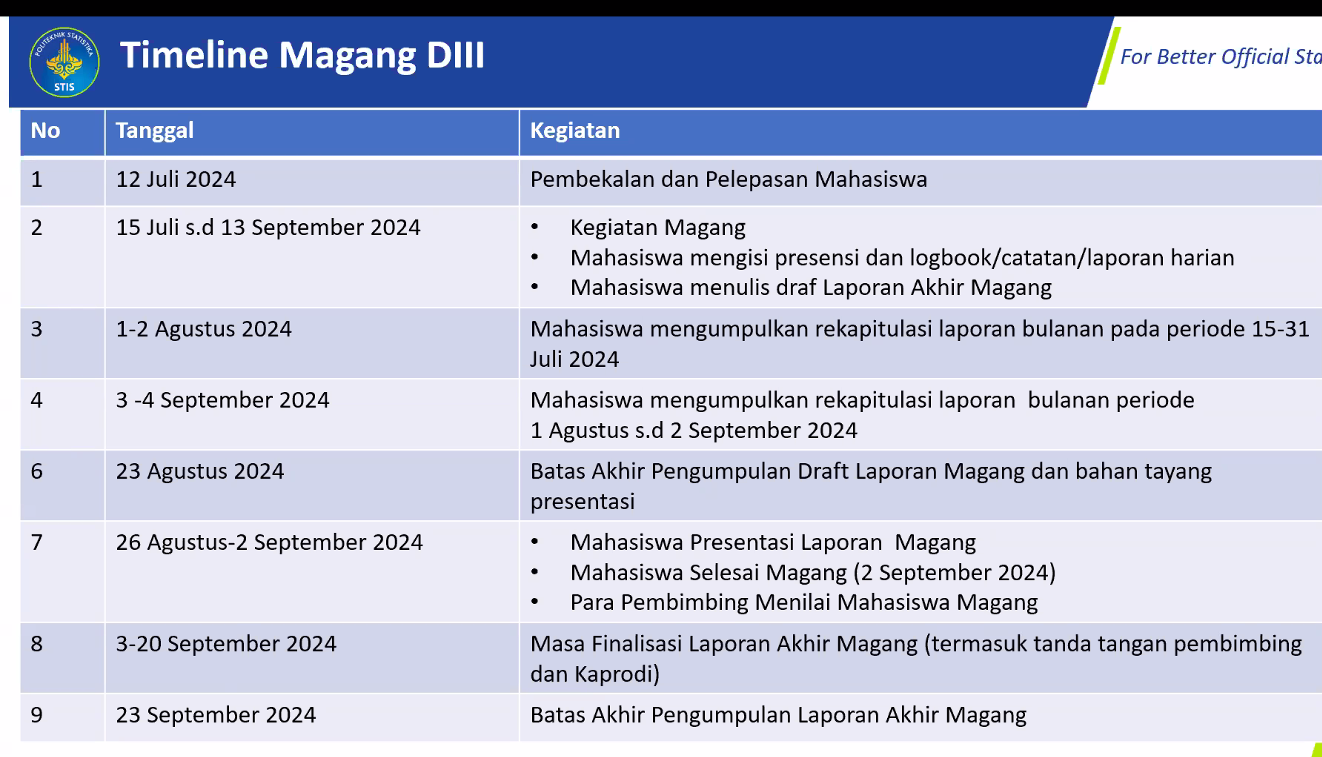 POLITEKNIK STATISTIKA
STIS
Timeline Magang DIII
For Better Official Sta
No Tanggal Kegiatan
1 12 Juli 2024 Pembekalan dan Pelepasan Mahasiswa
2 15 Juli s.d 13 September 2024 • Kegiatan Magang
• Mahasiswa mengisi presensi dan logbook/catatan/laporan harian
• Mahasiswa menulis draf Laporan Akhir Magang
3 1-2 Agustus 2024 Mahasiswa mengumpulkan rekapitulasi laporan bulanan pada periode 15-31
Juli 2024
4 3 -4 September 2024 Mahasiswa mengumpulkan rekapitulasi laporan bulanan periode
1 Agustus s.d 2 September 2024
6 23 Agustus 2024 Batas Akhir Pengumpulan Draft Laporan Magang dan bahan tayang
presentasi
7 26 Agustus-2 September 2024 • Mahasiswa Presentasi Laporan Magang
• Mahasiswa Selesai Magang (2 September 2024)
• Para Pembimbing Menilai Mahasiswa Magang
8 3-20 September 2024 Masa Finalisasi Laporan Akhir Magang (termasuk tanda tangan pembimbing
dan Kaprodi)
9 23 September 2024 Batas Akhir Pengumpulan Laporan Akhir Magang